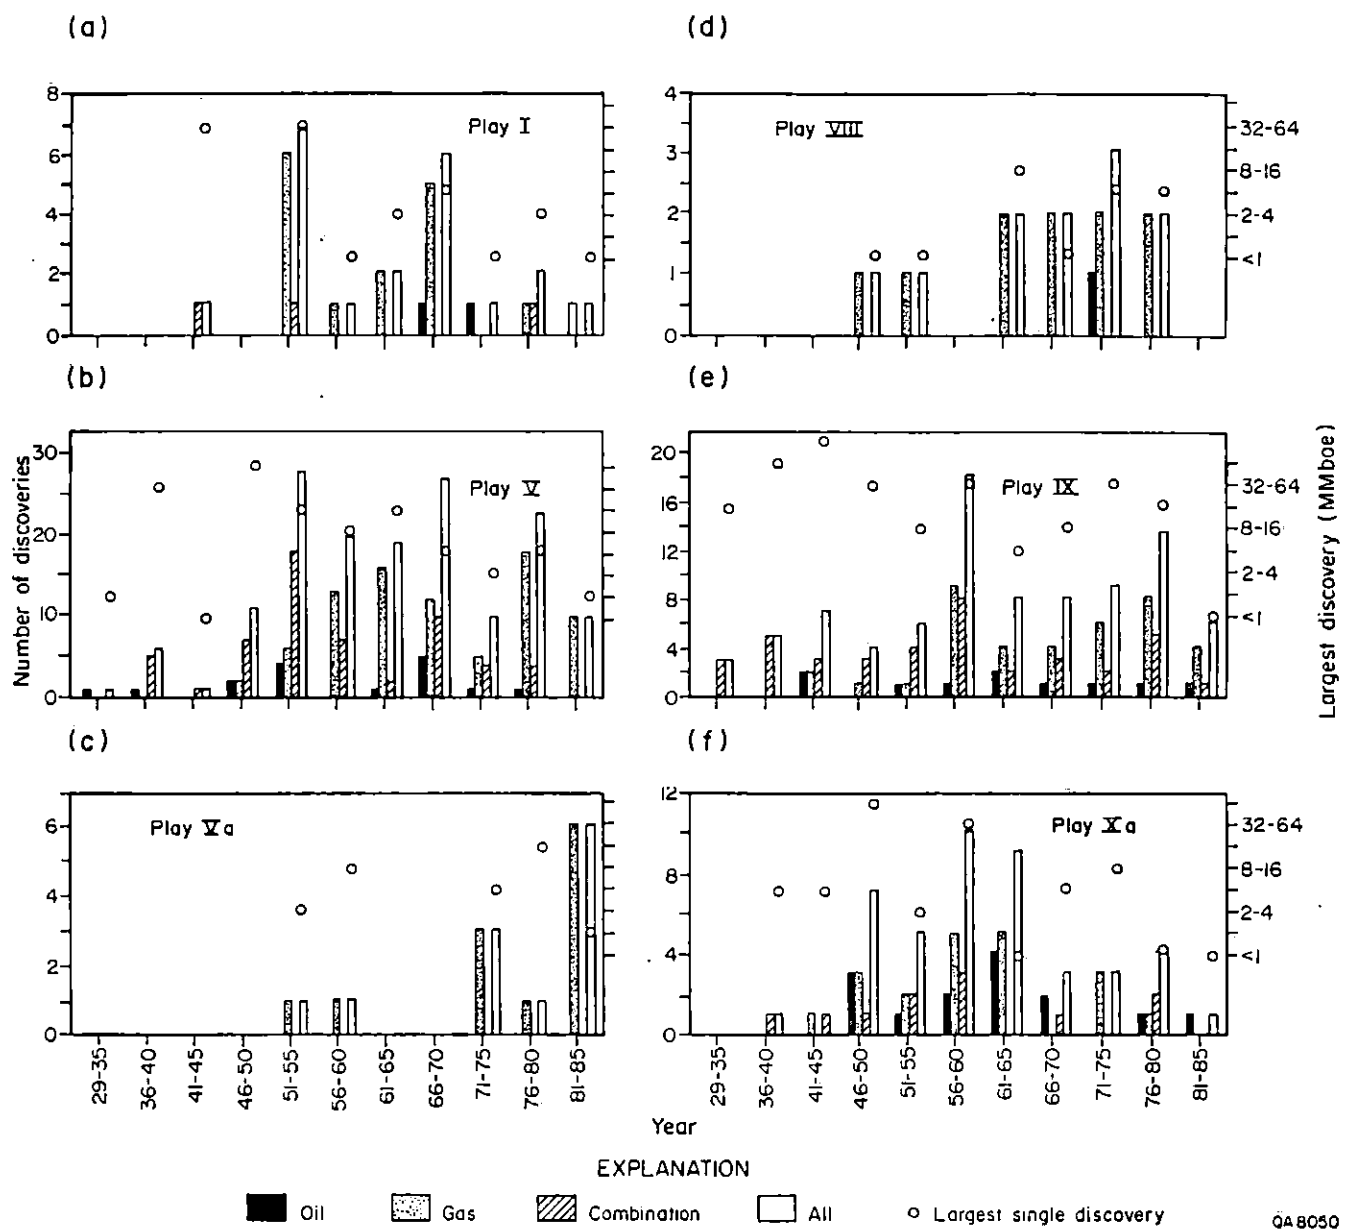 (a)
Play I
8
6
4
2
0
(d)
Play VIII
4
3
2
1
0
32-64
8-16
2-4
<1
(b)
Play V
30
20
10
0
Number of discoveries
(e)
Play IX
20
16
12
8
4
2
0
32-64
8-16
2-4
<1
Largest discovery (MMboe)
(c)
Play Va
6
4
2
0
(f)
Play Xa
12
8
4
0
32-64
8-16
2-4
<1
29-35 36-40 41-45 46-50 51-55 56-60 61-65 66-70 71-75 76-80 81-85
29-35 36-40 41-45 46-50 51-55 56-60 61-65 66-70 71-75 76-80 81-85
Year
EXPLANATION
Oil Gas Combination All Largest single discovery
QA8050